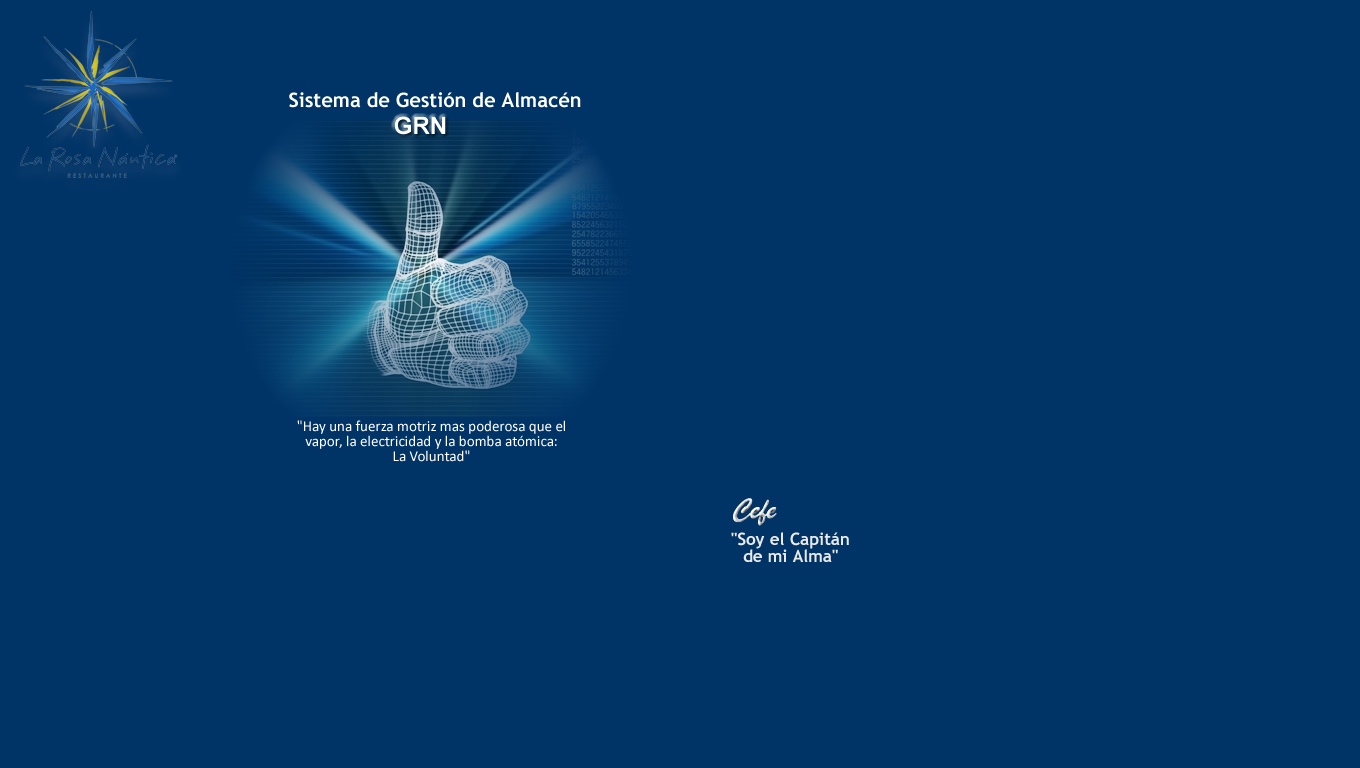 La Rosa Náutica
RESTAURANTE
Sistema de Gestión de Almacén
GRN
"Hay una fuerza motriz mas poderosa que el
vapor, la electricidad y la bomba atómica:
La Voluntad"
Cefe
"Soy el Capitán
de mi Alma"